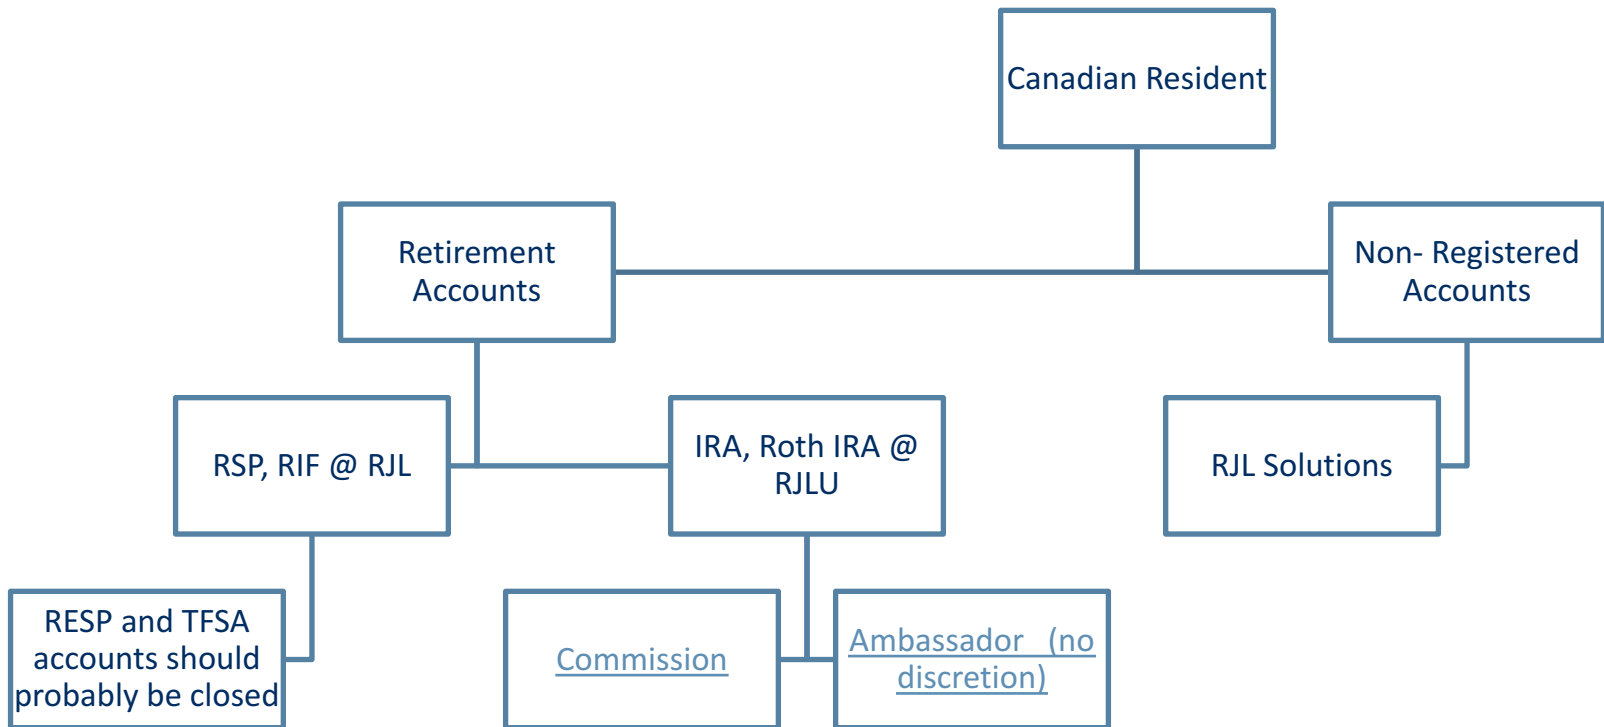 Canadian Resident
Retirement
Accounts
Non- Registered
Accounts
RSP, RIF @ RJL
IRA, Roth IRA @
RJLU
RJL Solutions
RESP and TFSA
accounts should
probably be closed
Commission
Ambassador (no
discretion)